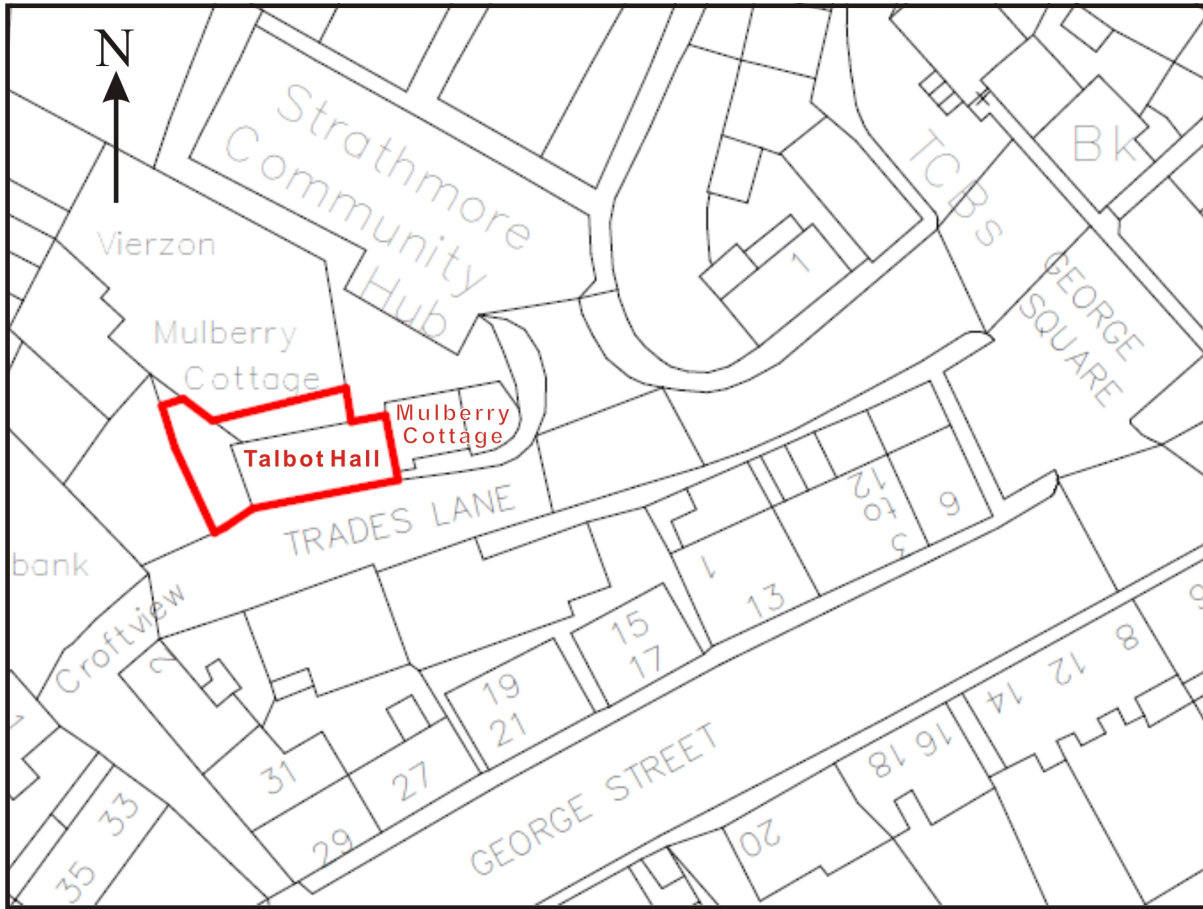 N
Strathmore
Community
Hub
Vierzon
Mulberry
Cottage
Mulberry
Cottage
Talbot Hall
TRADES LANE
TCBs
Bk
GEORGE
SQUARE
1
12
to
3
6
1
13
15
17
19
21
bank
Croftview
2
31
27
29
33
35
GEORGE STREET
8
12
14
16
18
20